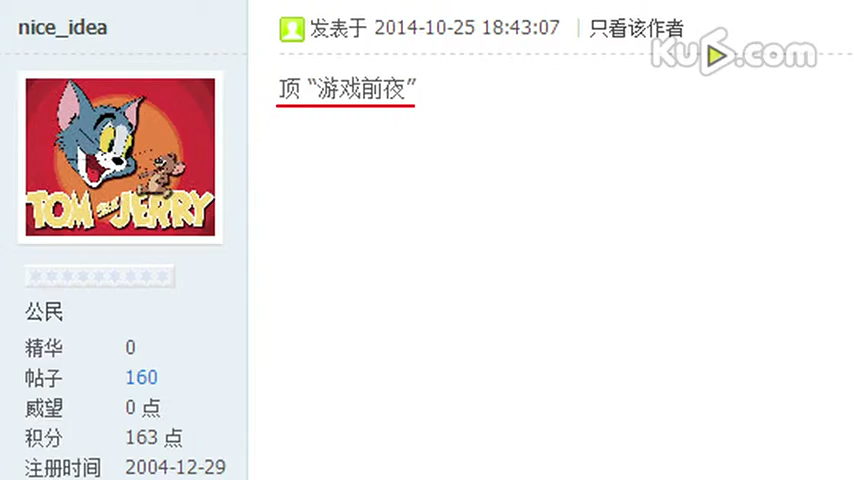 nice_idea
发表于 2014-10-25 18:43:07 | 只看该作者
Ku6.com
顶 “游戏前夜”
TOM and JERRY
公民
精华 0
帖子 160
威望 0 点
积分 163 点
注册时间 2004-12-29